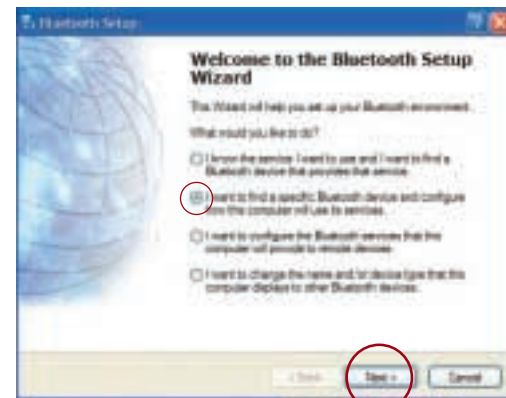 Bluetooth Setup
Welcome to the Bluetooth Setup
Wizard
This Wizard will help you set up your Bluetooth environment.
What would you like to do?
I know the service I want to use and I want to find a
Bluetooth device that provides that service.
I want to find a specific Bluetooth device and configure
how this computer will use its services.
I want to configure the Bluetooth services that this
computer will provide to remote devices.
I want to change the name and/or device type that this
computer displays to other Bluetooth devices.
< Back
Next >
Cancel